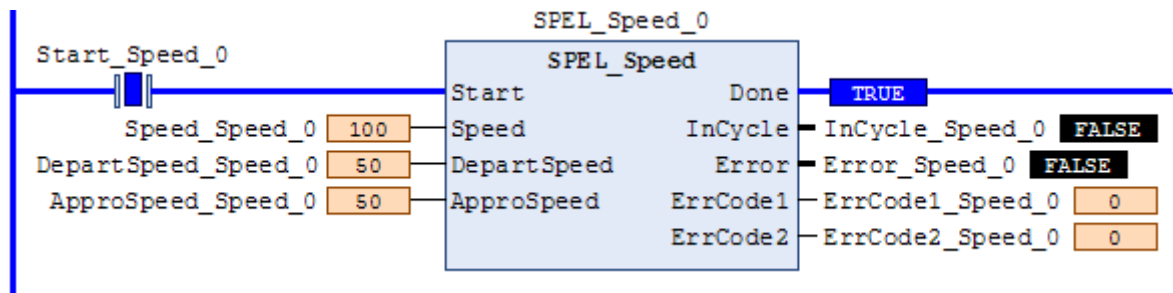 SPEL_Speed_0
Start_Speed_0
SPEL_Speed
Start Done TRUE
Speed_Speed_0 100 Speed InCycle InCycle_Speed_0 FALSE
DepartSpeed_Speed_0 50 DepartSpeed Error Error_Speed_0 FALSE
ApproSpeed_Speed_0 50 ApproSpeed ErrCode1 ErrCode1_Speed_0 0
ErrCode2 ErrCode2_Speed_0 0